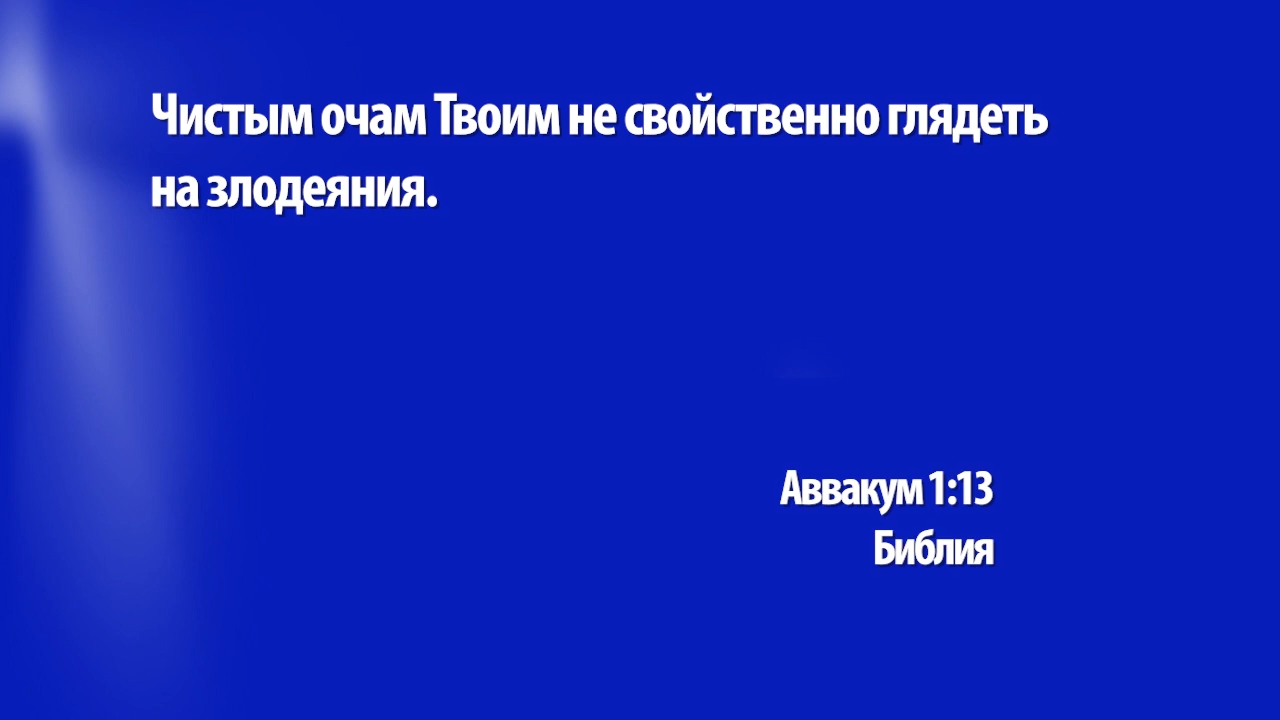 Чистым очам Твоим не свойственно глядеть
на злодеяния.
Аввакум 1:13
Библия